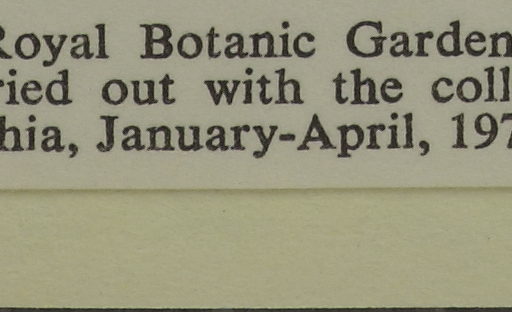 Royal Botanic Garden
ried out with the coll
hia, January-April, 197